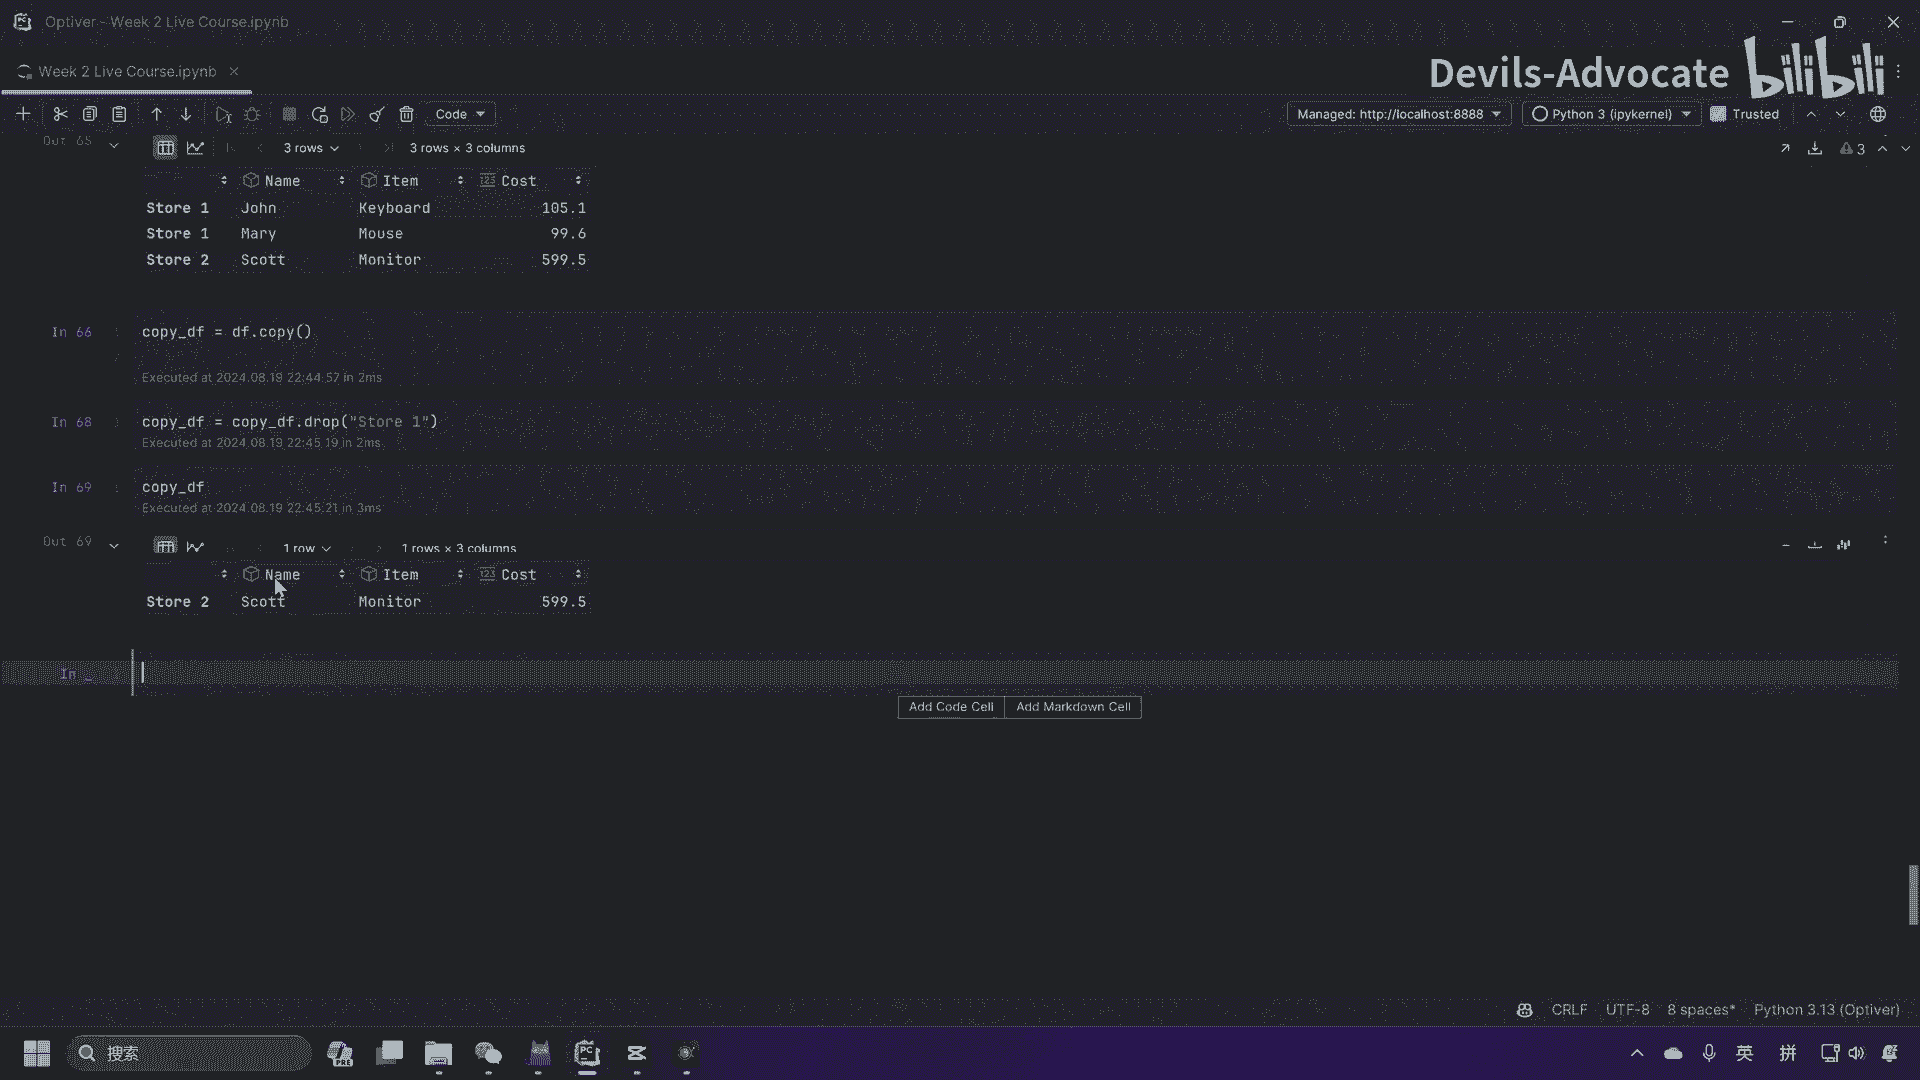 Optiver - Week 2 Live Course.ipynb
Week 2 Live Course.ipynb
Devils-Advocate bilibili
Code
Managed: http://localhost:8888
Python 3 (ipykernel)
Trusted
Out 65
3 rows
3 rows × 3 columns
3
Name Item Cost
Store 1 John Keyboard 105.1
Store 1 Mary Mouse 99.6
Store 2 Scott Monitor 599.5
In 66
copy_df = df.copy()
Executed at 2024.08.19 22:44:57 in 2ms
In 68
copy_df = copy_df.drop("Store 1")
Executed at 2024.08.19 22:45:19 in 2ms
In 69
copy_df
Executed at 2024.08.19 22:45:21 in 3ms
Out 69
1 row
1 rows × 3 columns
Name Item Cost
Store 2 Scott Monitor 599.5
In _
Add Code Cell Add Markdown Cell
CRLF UTF-8 8 spaces* Python 3.13 (Optiver)
搜索
PRE
PC
英
拼